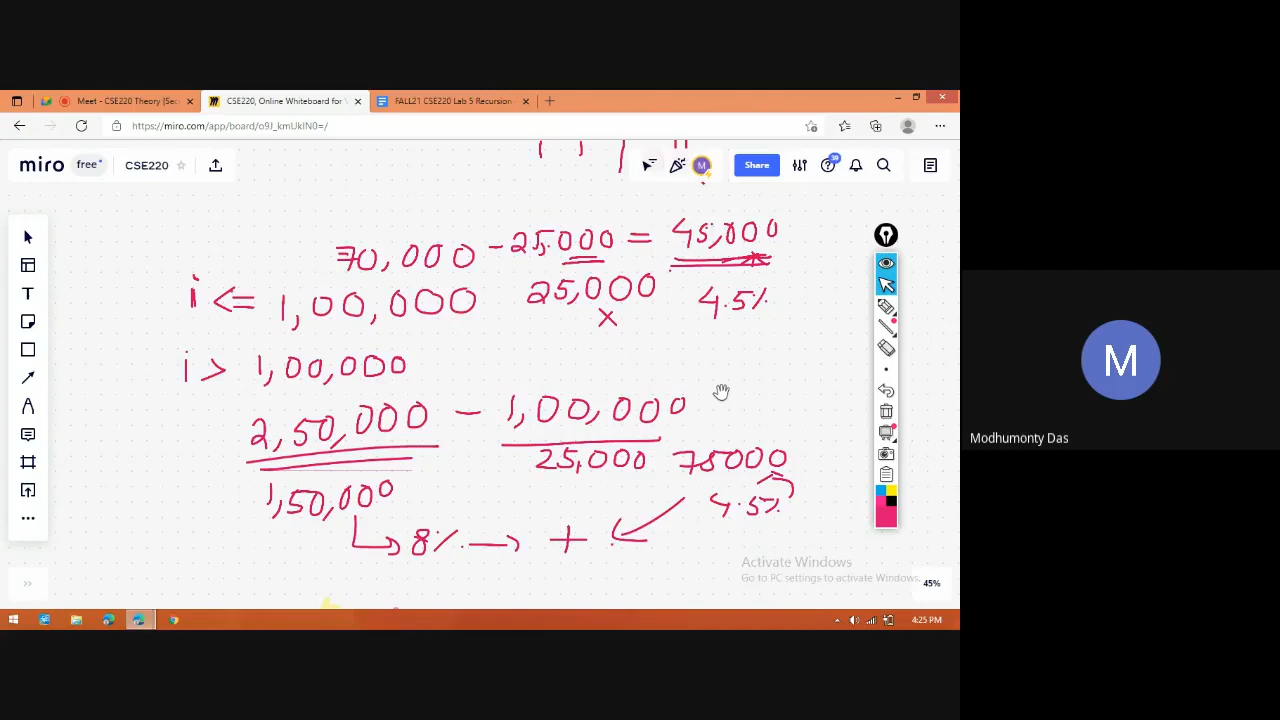 Meet - CSE220 Theory [Sec
CSE220, Online Whiteboard for V
FALL21 CSE220 Lab 5 Recursion -
https://miro.com/app/board/o9J_kmUkIN0=/
miro free CSE220 M Share 39
70,000 - 25,000 = 45,000
i <= 1,00,000 25,000 4.5%
x
i > 1,00,000
2,50,000 - 1,00,000
25,000 75000
1,50,000 4.5%
8% +
M
Modhumonty Das
Activate Windows
Go to PC settings to activate Windows.
45%
4:25 PM